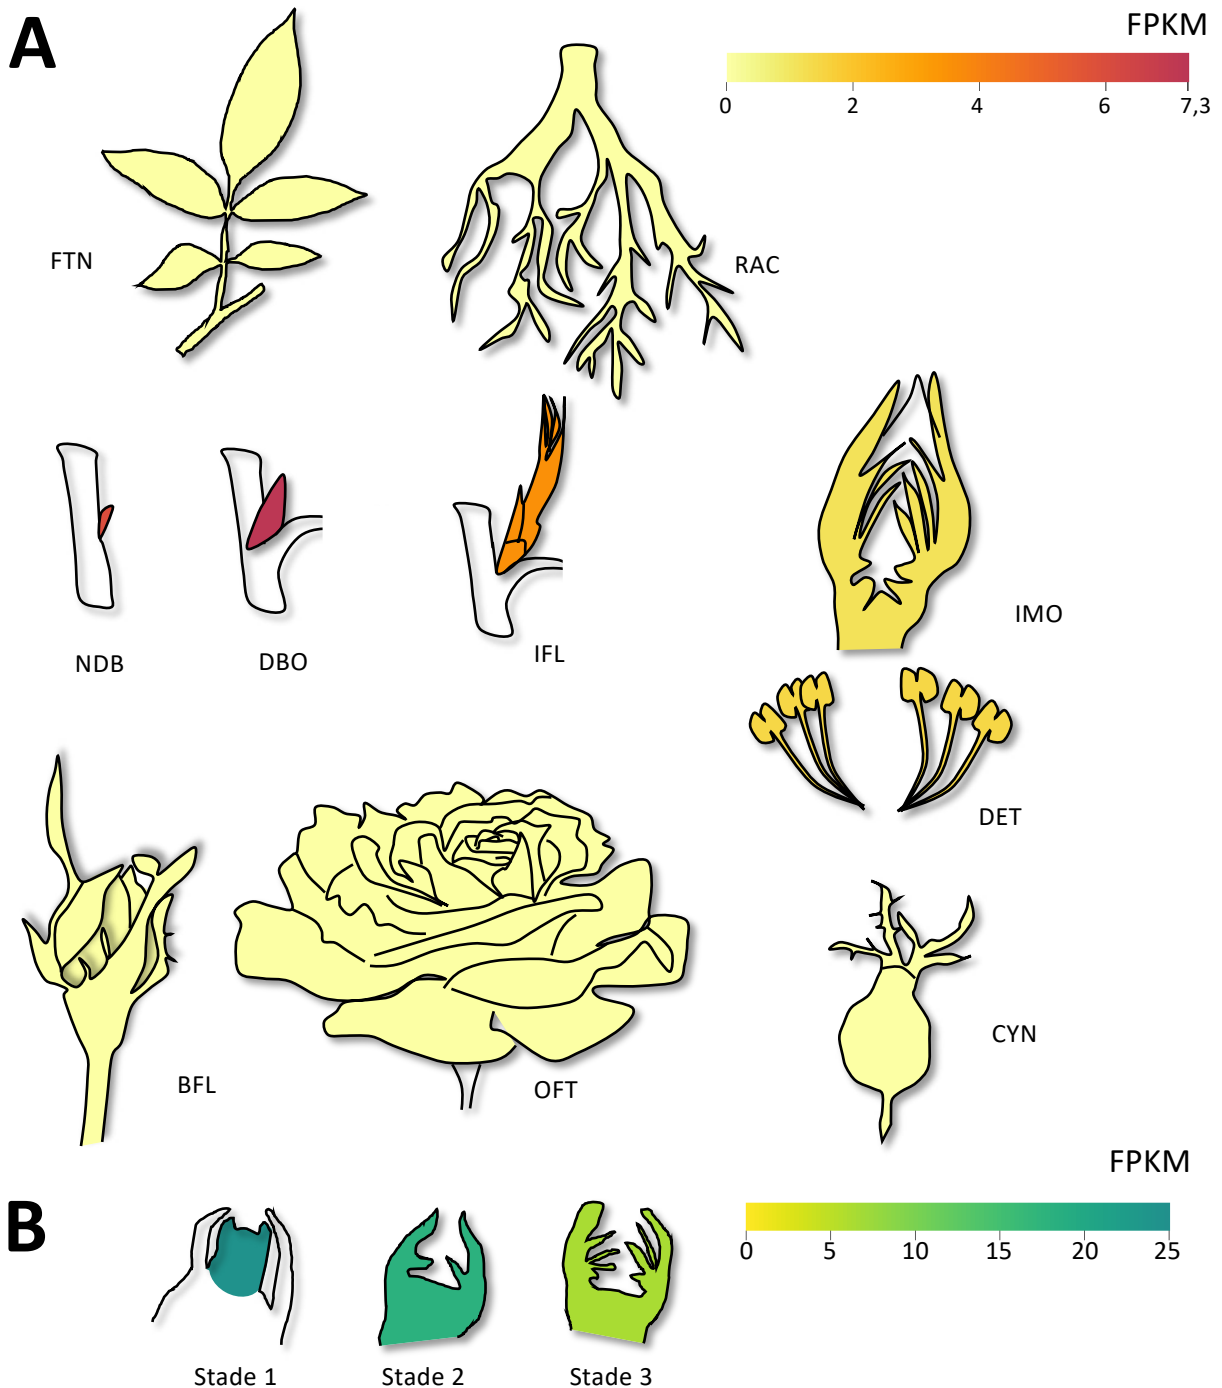 A
FPKM
0 2 4 6 7,3
FTN
RAC
NDB
DBO
IFL
IMO
DET
BFL
OFT
CYN
B
FPKM
0 5 10 15 20 25
Stade 1 Stade 2 Stade 3